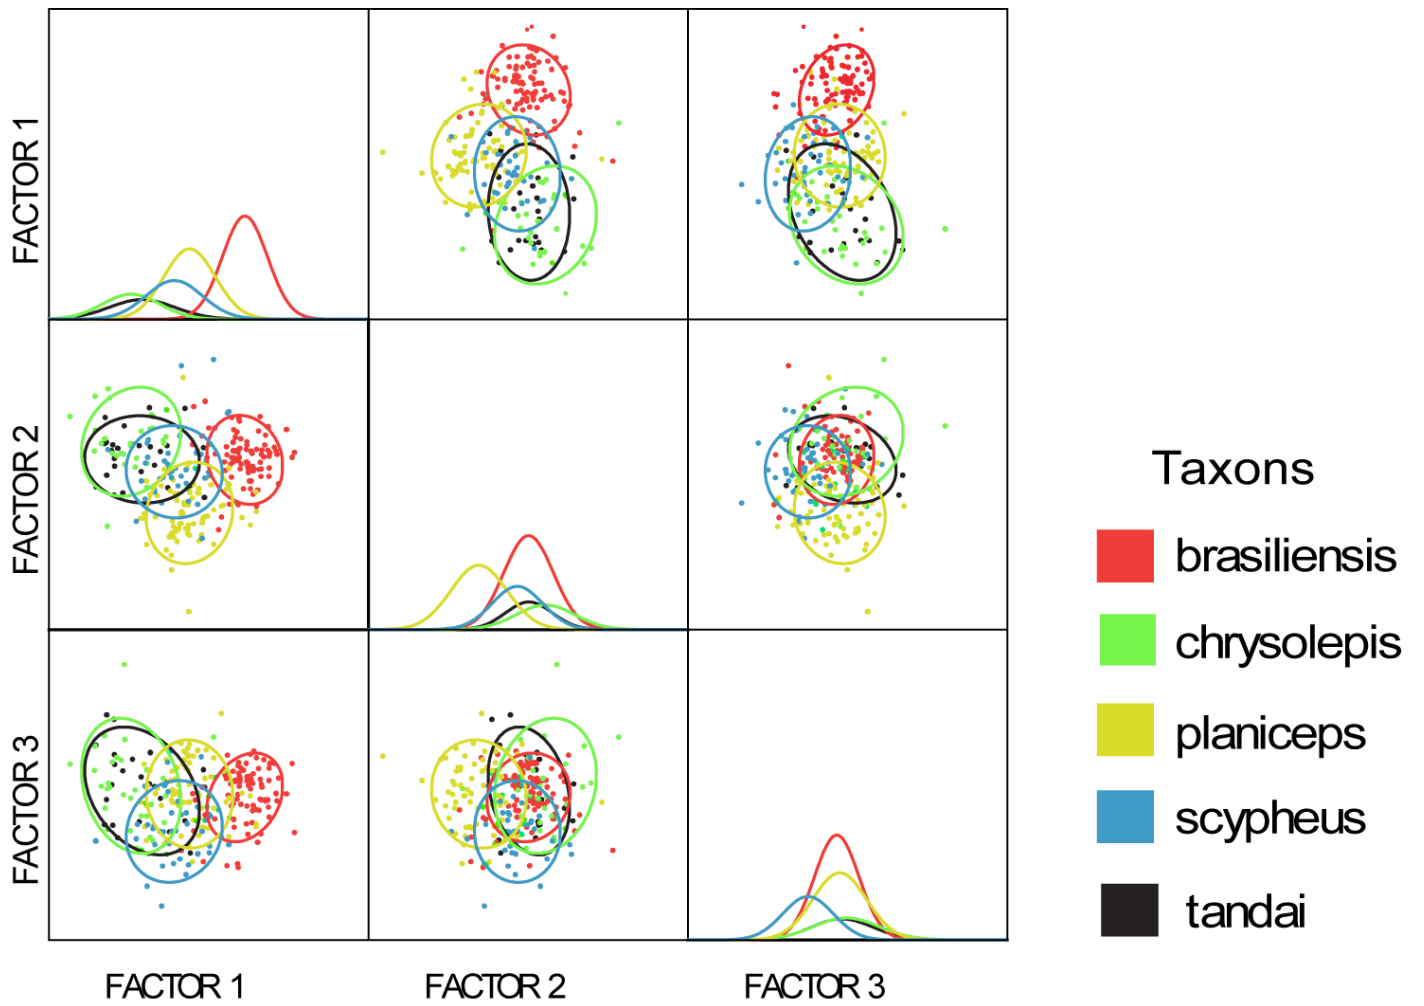 FACTOR 1
FACTOR 2
FACTOR 3
FACTOR 1
FACTOR 2
FACTOR 3
Taxons
brasiliensis
chrysolepis
planiceps
scypheus
tandai